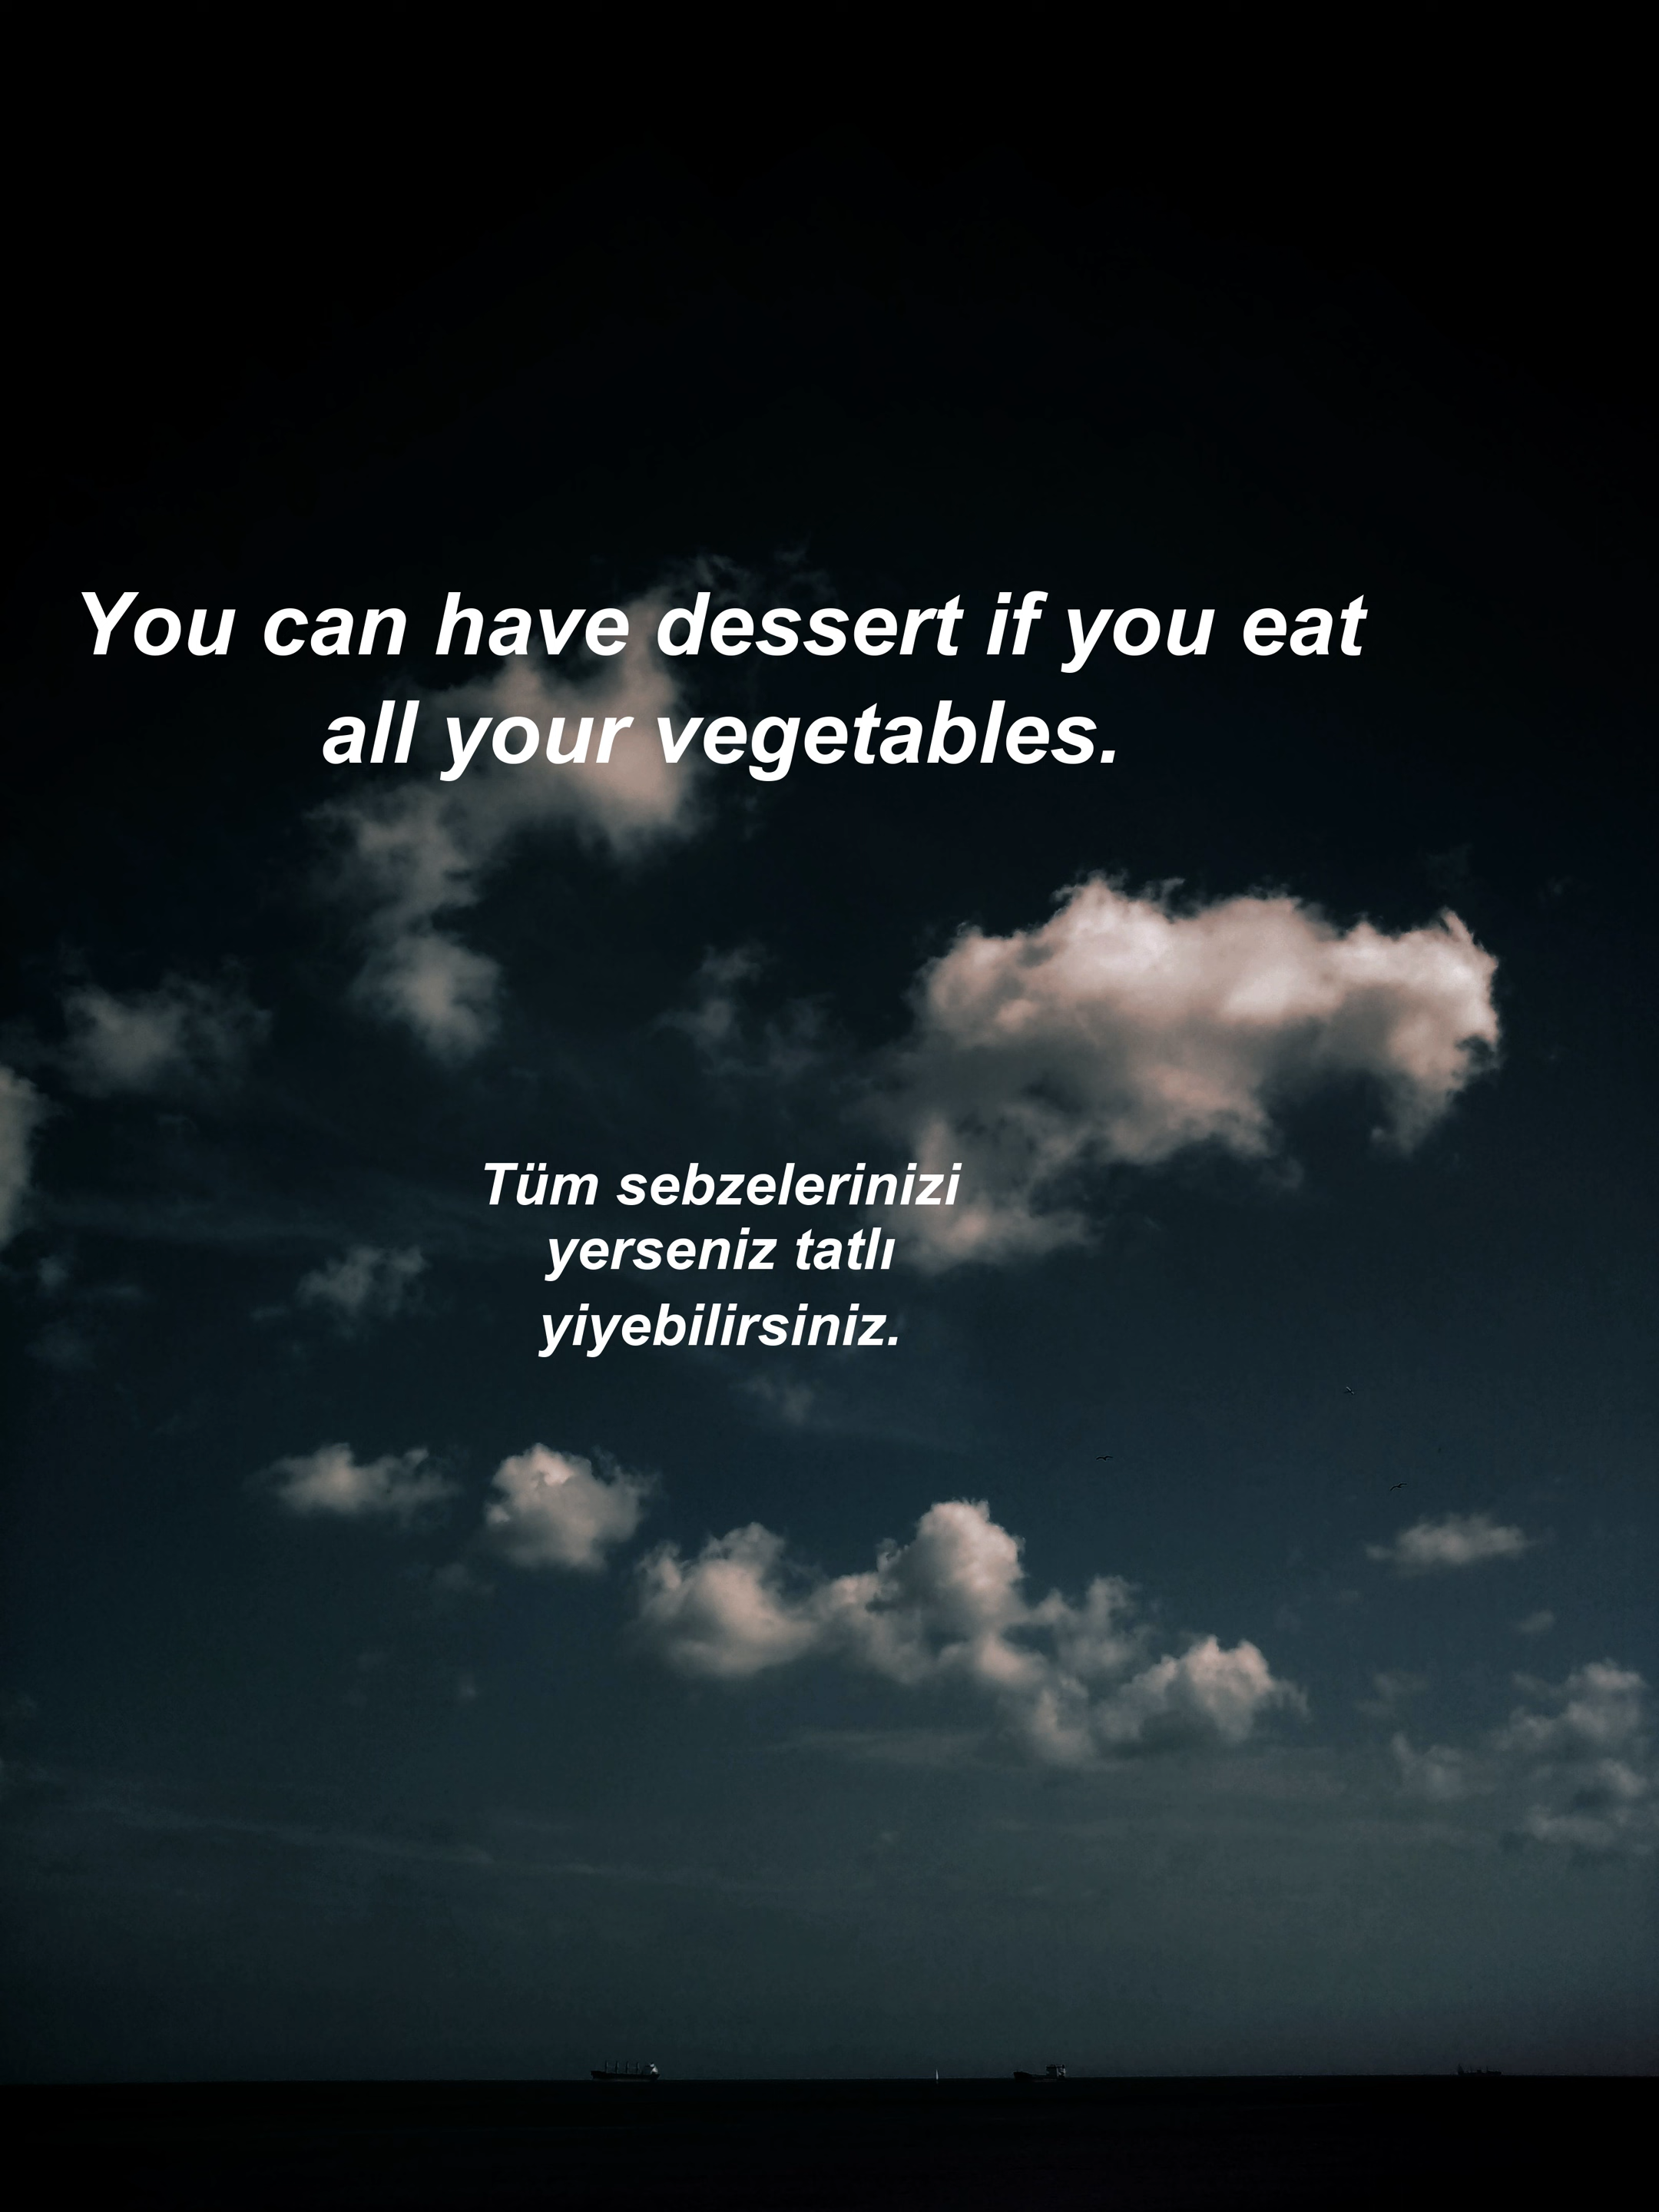 You can have dessert if you eat
all your vegetables.
Tüm sebzelerinizi
yerseniz tatlı
yiyebilirsiniz.